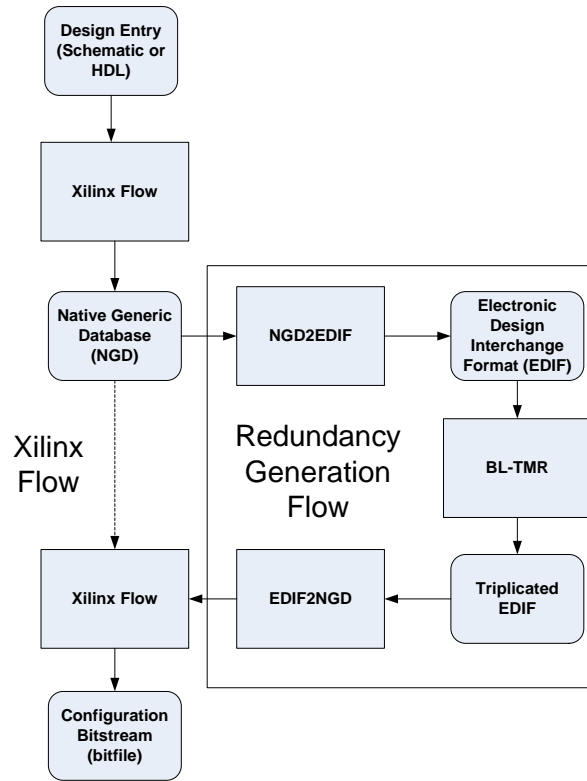 Design Entry
(Schematic or
HDL)
Xilinx Flow
Native Generic
Database
(NGD)
NGD2EDIF
Electronic
Design
Interchange
Format (EDIF)
Xilinx
Flow
Redundancy
Generation
Flow
BL-TMR
Xilinx Flow
EDIF2NGD
Triplicated
EDIF
Configuration
Bitstream
(bitfile)